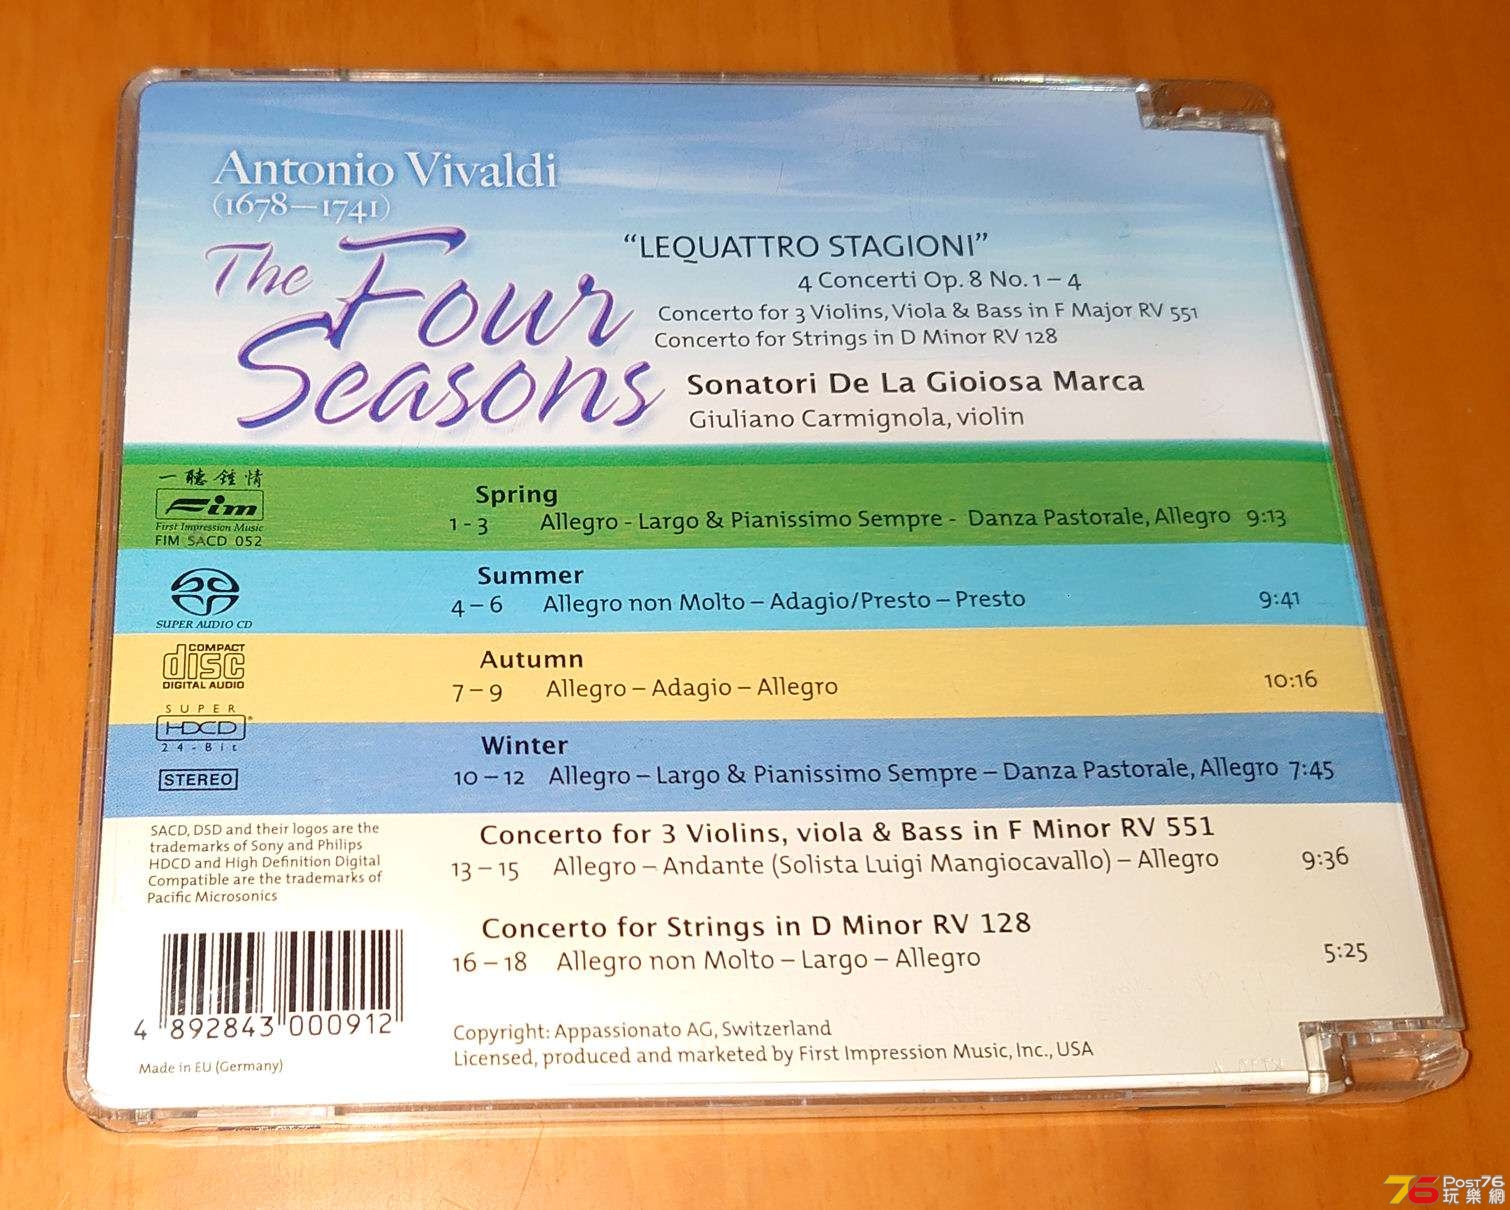 Antonio Vivaldi
(1678–1741)
The Four
Seasons
“LEQUATTRO STAGIONI”
4 Concerti Op. 8 No. 1 – 4
Concerto for 3 Violins, Viola & Bass in F Major RV 551
Concerto for Strings in D Minor RV 128
Sonatori De La Gioiosa Marca
Giuliano Carmignola, violin
一聽鍾情
Fim
First Impression Music
FIM SACD 052
Spring
1 - 3 Allegro - Largo & Pianissimo Sempre - Danza Pastorale, Allegro 9:13
SUPER AUDIO CD
Summer
4 – 6 Allegro non Molto – Adagio/Presto – Presto 9:41
COMPACT
disc
DIGITAL AUDIO
Autumn
7 – 9 Allegro – Adagio – Allegro 10:16
SUPER
HDCD®
24-Bit
STEREO
Winter
10 – 12 Allegro – Largo & Pianissimo Sempre – Danza Pastorale, Allegro 7:45
Concerto for 3 Violins, viola & Bass in F Minor RV 551
13 – 15 Allegro – Andante (Solista Luigi Mangiocavallo) – Allegro 9:36
Concerto for Strings in D Minor RV 128
16 – 18 Allegro non Molto – Largo – Allegro 5:25
SACD, DSD and their logos are the
trademarks of Sony and Philips
HDCD and High Definition Digital
Compatible are the trademarks of
Pacific Microsonics
4 892843 000912
Made in EU (Germany)
Copyright: Appassionato AG, Switzerland
Licensed, produced and marketed by First Impression Music, Inc., USA
76 POST76
玩樂網